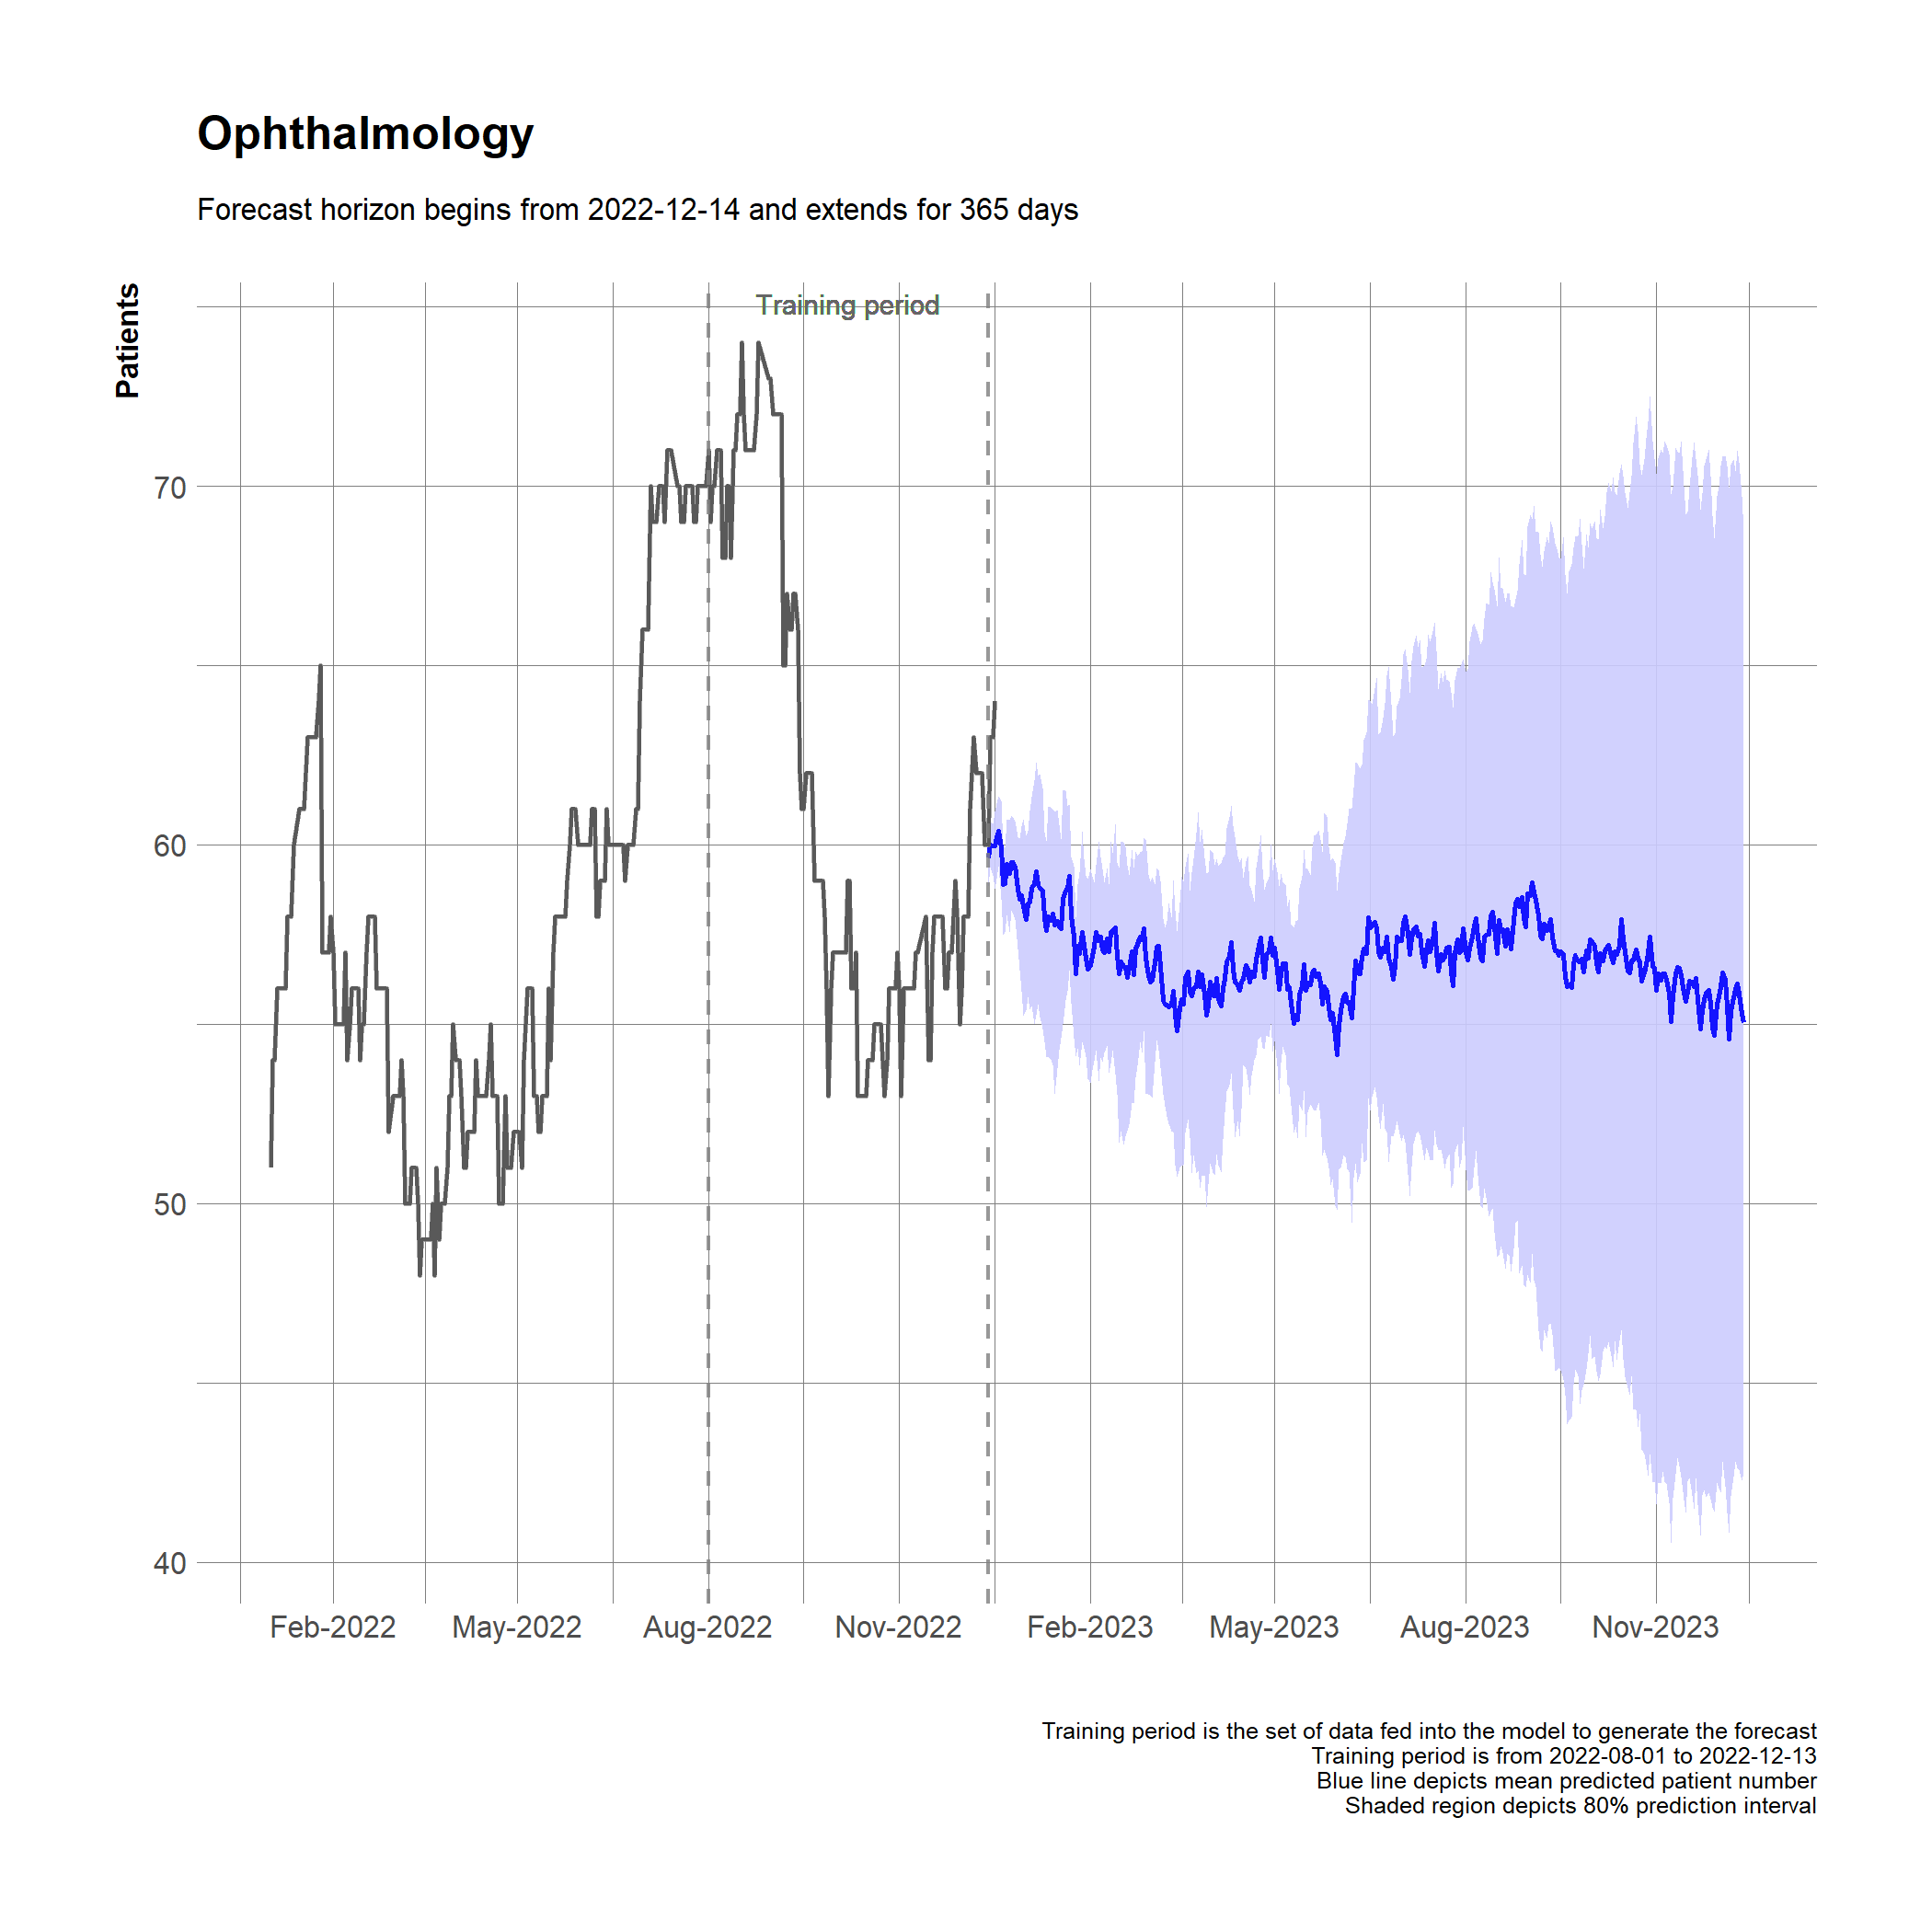 Ophthalmology
Forecast horizon begins from 2022-12-14 and extends for 365 days
Patients
Training period
70
60
50
40
Feb-2022 May-2022 Aug-2022 Nov-2022 Feb-2023 May-2023 Aug-2023 Nov-2023
Training period is the set of data fed into the model to generate the forecast
Training period is from 2022-08-01 to 2022-12-13
Blue line depicts mean predicted patient number
Shaded region depicts 80% prediction interval